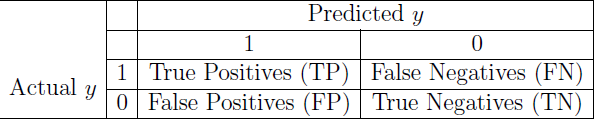 Predicted y
1 0
Actual y
1 True Positives (TP) False Negatives (FN)
0 False Positives (FP) True Negatives (TN)